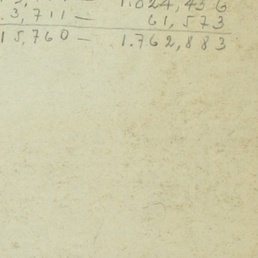 3,711 — 61,573
15,760 — 1.762,883